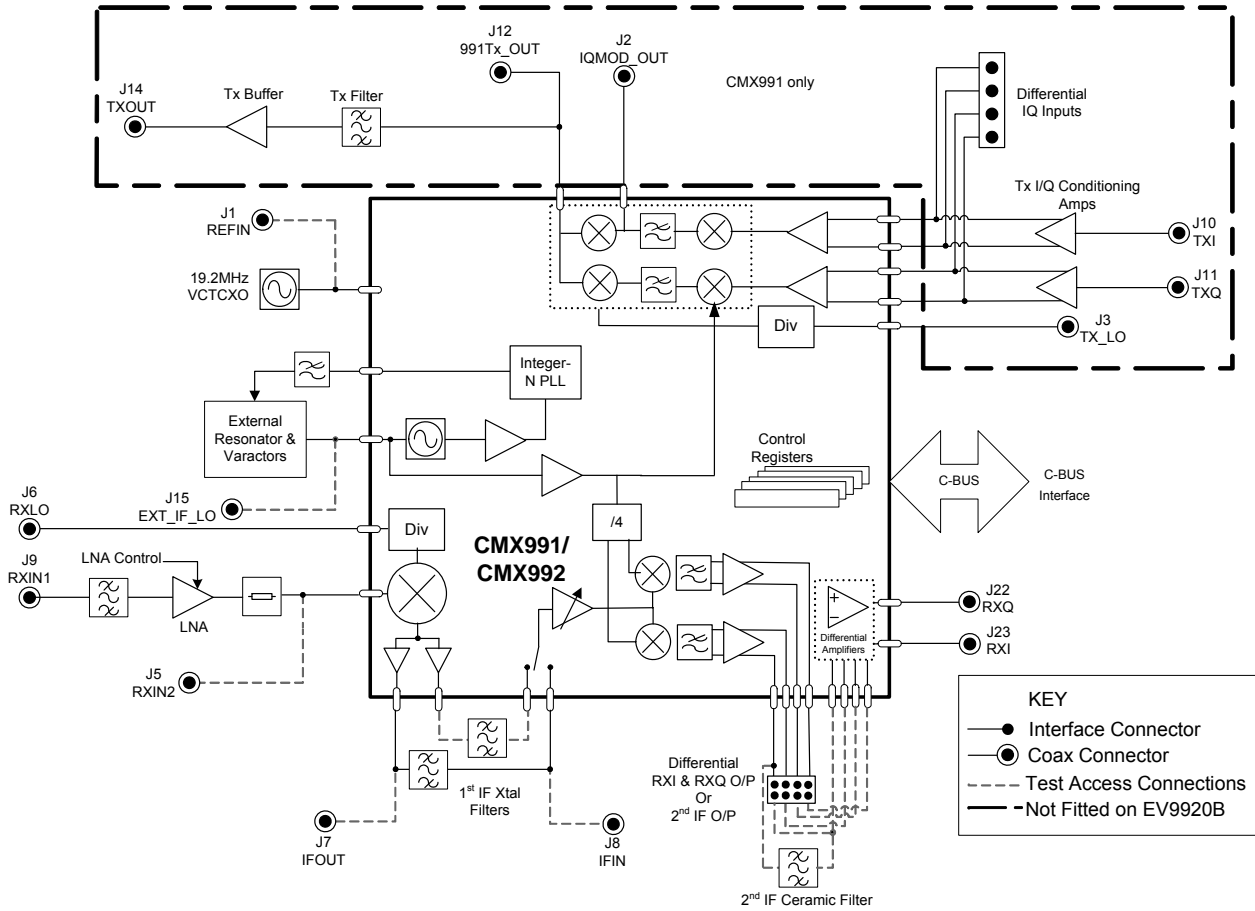 J12
991Tx_OUT
J2
IQMOD_OUT
CMX991 only
J14
TXOUT
Tx Buffer
Tx Filter
Differential
IQ Inputs
Tx I/Q Conditioning
Amps
J10
TXI
J11
TXQ
J3
TX_LO
J1
REFIN
19.2MHz
VCTCXO
Div
Integer-
N PLL
External
Resonator &
Varactors
Control
Registers
C-BUS
C-BUS
Interface
J6
RXLO
J15
EXT_IF_LO
Div
/4
CMX991/
CMX992
J9
RXIN1
LNA Control
LNA
J5
RXIN2
+
−
Differential
Amplifiers
J22
RXQ
J23
RXI
1st IF Xtal
Filters
J7
IFOUT
J8
IFIN
Differential
RXI & RXQ O/P
Or
2nd IF O/P
2nd IF Ceramic Filter
KEY
Interface Connector
Coax Connector
Test Access Connections
Not Fitted on EV9920B